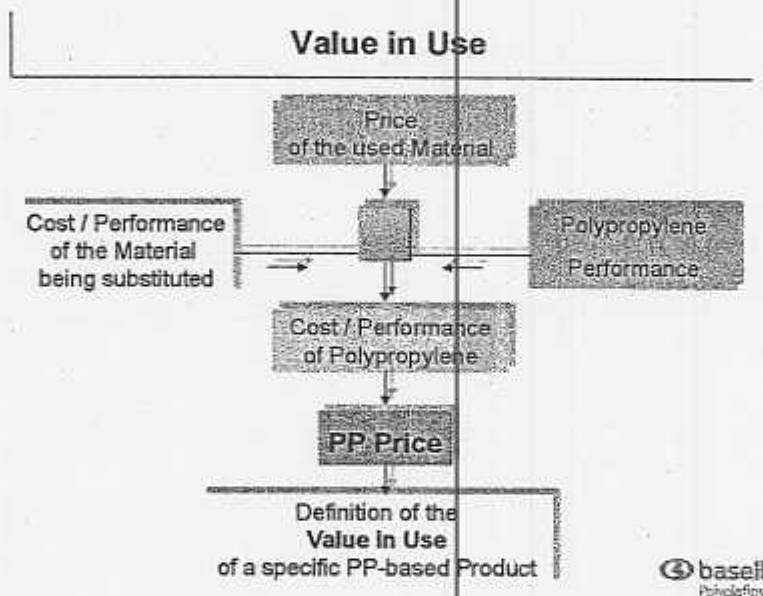 Value in Use
Price
of the used Material
Cost / Performance
of the Material
being substituted
Polypropylene
Performance
Cost / Performance
of Polypropylene
PP Price
Definition of the
Value in Use
of a specific PP-based Product
basell